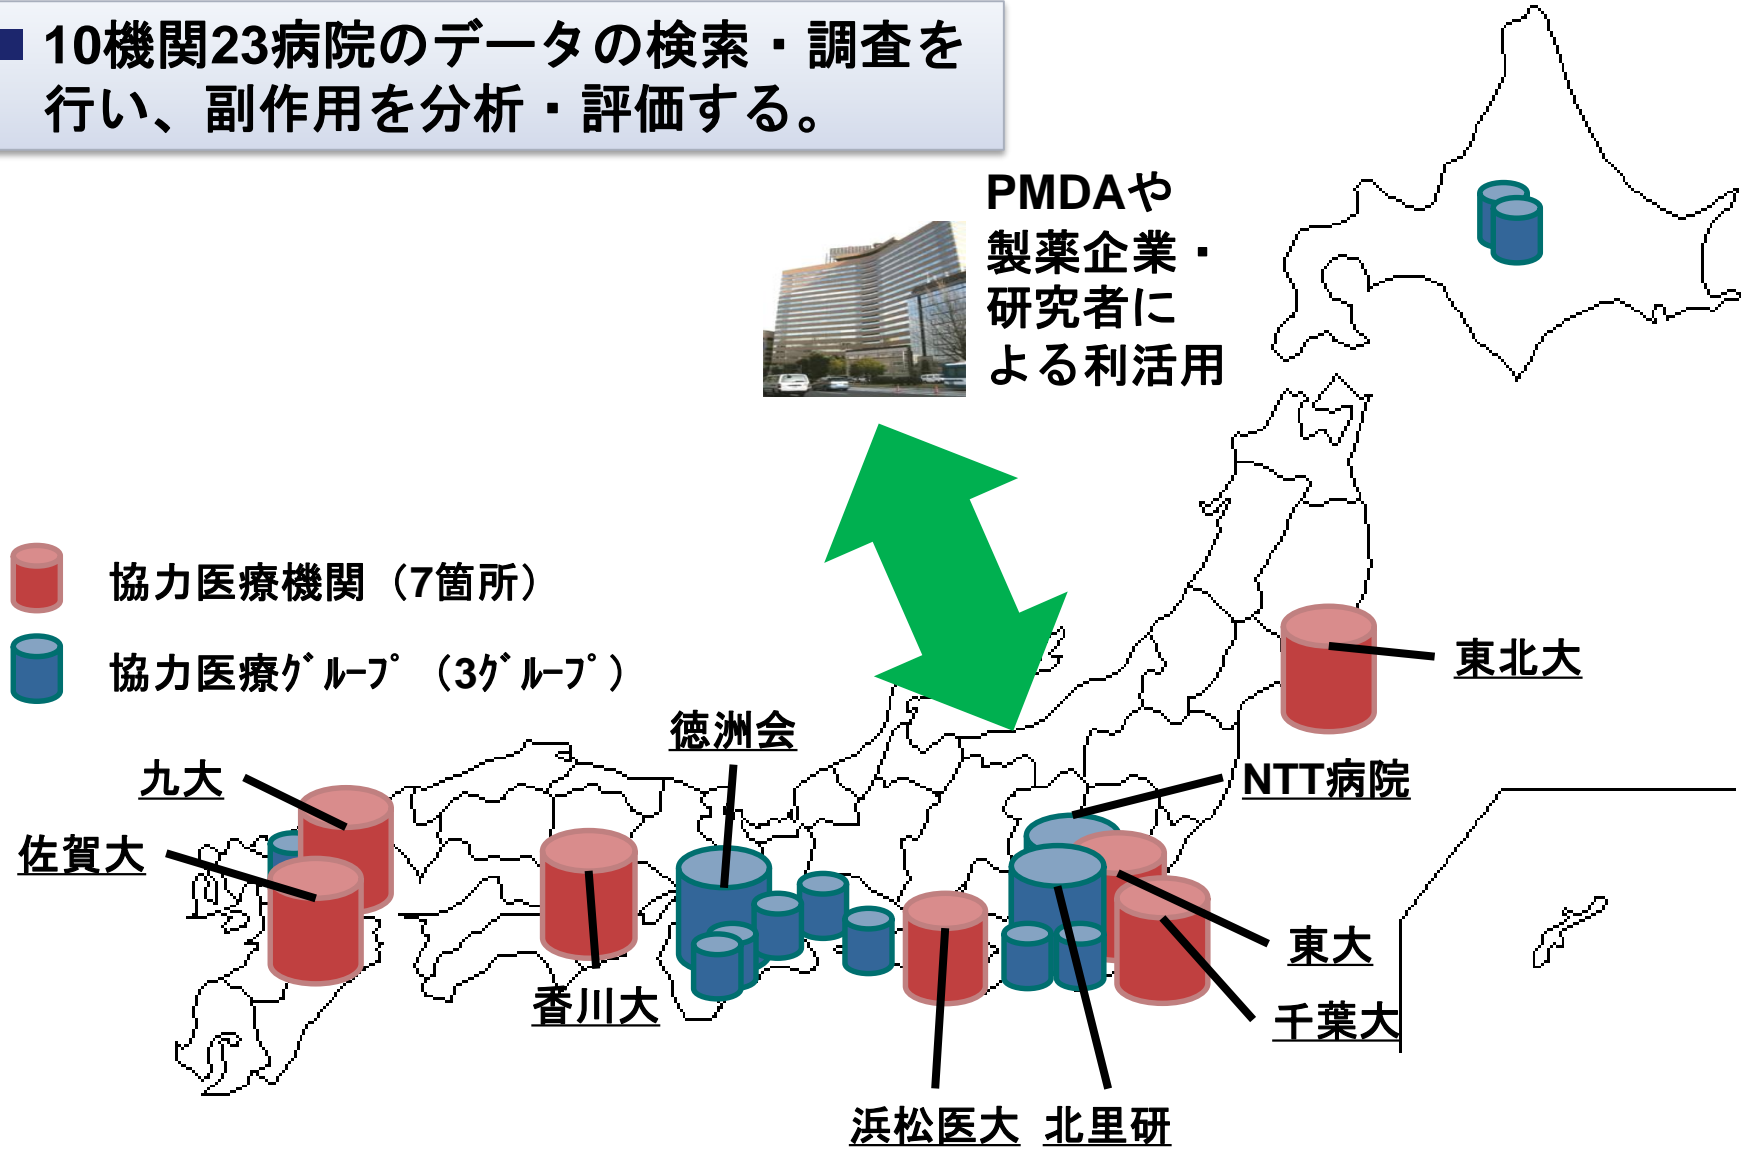 ■ 10機関23病院のデータの検索・調査を
行い、副作用を分析・評価する。
PMDAや
製薬企業・
研究者に
よる利活用
協力医療機関（7箇所）
協力医療ｸﾞﾙｰﾌﾟ（3ｸﾞﾙｰﾌﾟ）
東北大
徳洲会
九大
NTT病院
佐賀大
東大
香川大
千葉大
浜松医大
北里研